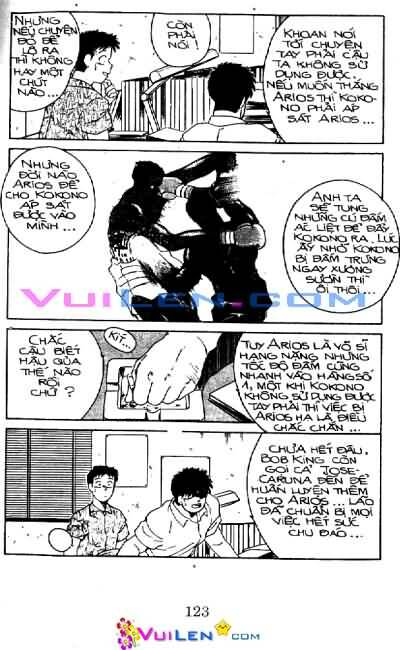 NHƯNG
NẾU CHUYỆN
ĐÓ ĐỂ
LỘ RA
THÌ KHÔNG
HAY MỘT
CHÚT
NÀO ...
CÒN
PHẢI
NÓI !
KHOAN NÓI
TỚI CHUYỆN
TAY PHẢI CẬU
TA KHÔNG SỬ
DỤNG ĐƯỢC.
NẾU MUỐN THẮNG
ARIOS THÌ KOKO-
NO PHẢI ÁP
SÁT ARIOS ...
NHƯNG
ĐỜI NÀO
ARIOS ĐỂ
CHO KOKONO
ÁP SÁT
ĐƯỢC VÀO
MÌNH ...
ANH TA
SẼ TUNG
NHỮNG CÚ ĐẤM
ÁC LIỆT ĐỂ ĐẨY
KOKONO RA. LÚC
ẤY NHỠ KOKONO
BỊ ĐẤM TRÚNG
NGAY XƯƠNG
SƯỜN THÌ
ÔI THÔI ...
VUILEN.COM
CHẮC
CẬU BIẾT
HẬU QUẢ
THẾ NÀO
RỒI
CHỨ ?
KÍT...
TUY ARIOS LÀ VÕ SĨ
HẠNG NẶNG NHƯNG
TỐC ĐỘ ĐẤM CŨNG
NHANH VÀO HÀNG SỐ
1, MỘT KHI KOKONO
KHÔNG SỬ DỤNG ĐƯỢC
TAY PHẢI THÌ VIỆC BỊ
ARIOS HẠ LÀ ĐIỀU
CHẮC CHẮN ...
CHƯA HẾT ĐÂU,
BOB KING CÒN
GỌI CẢ JOSE-
CARUNA ĐẾN ĐỂ
HUẤN LUYỆN THÊM
CHO ARIOS ... LÃO
ĐÃ CHUẨN BỊ MỌI
VIỆC HẾT SỨC
CHU ĐÁO ...
123
VUILEN.COM